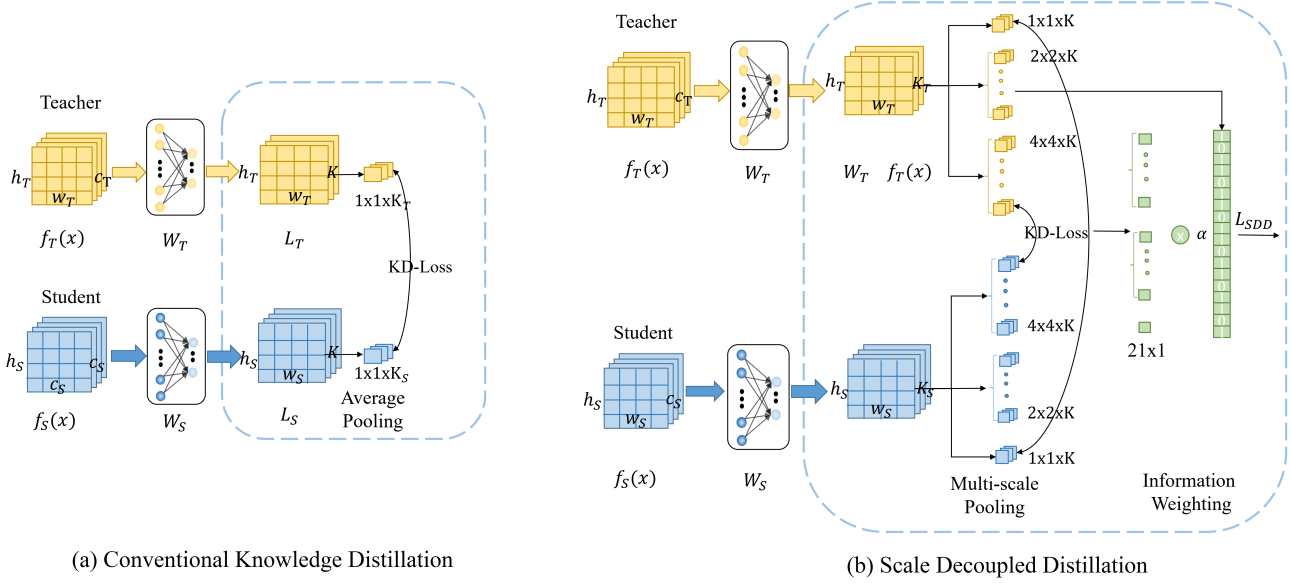 Teacher
h_T
w_T
c_T
f_T(x)
W_T
h_T
w_T
K
L_T
1x1xK_T
KD-Loss
Student
h_S
c_S
c_S
f_S(x)
W_S
h_S
w_S
K
L_S
1x1xK_S
Average
Pooling
(a) Conventional Knowledge Distillation
Teacher
h_T
w_T
c_T
f_T(x)
W_T
h_T
w_T
K_T
W_T f_T(x)
1x1xK
2x2xK
4x4xK
KD-Loss
Student
h_S
w_S
c_S
f_S(x)
W_S
h_S
w_S
K_S
4x4xK
2x2xK
1x1xK
Multi-scale
Pooling
21x1
x
α
L_SDD
Information
Weighting
(b) Scale Decoupled Distillation